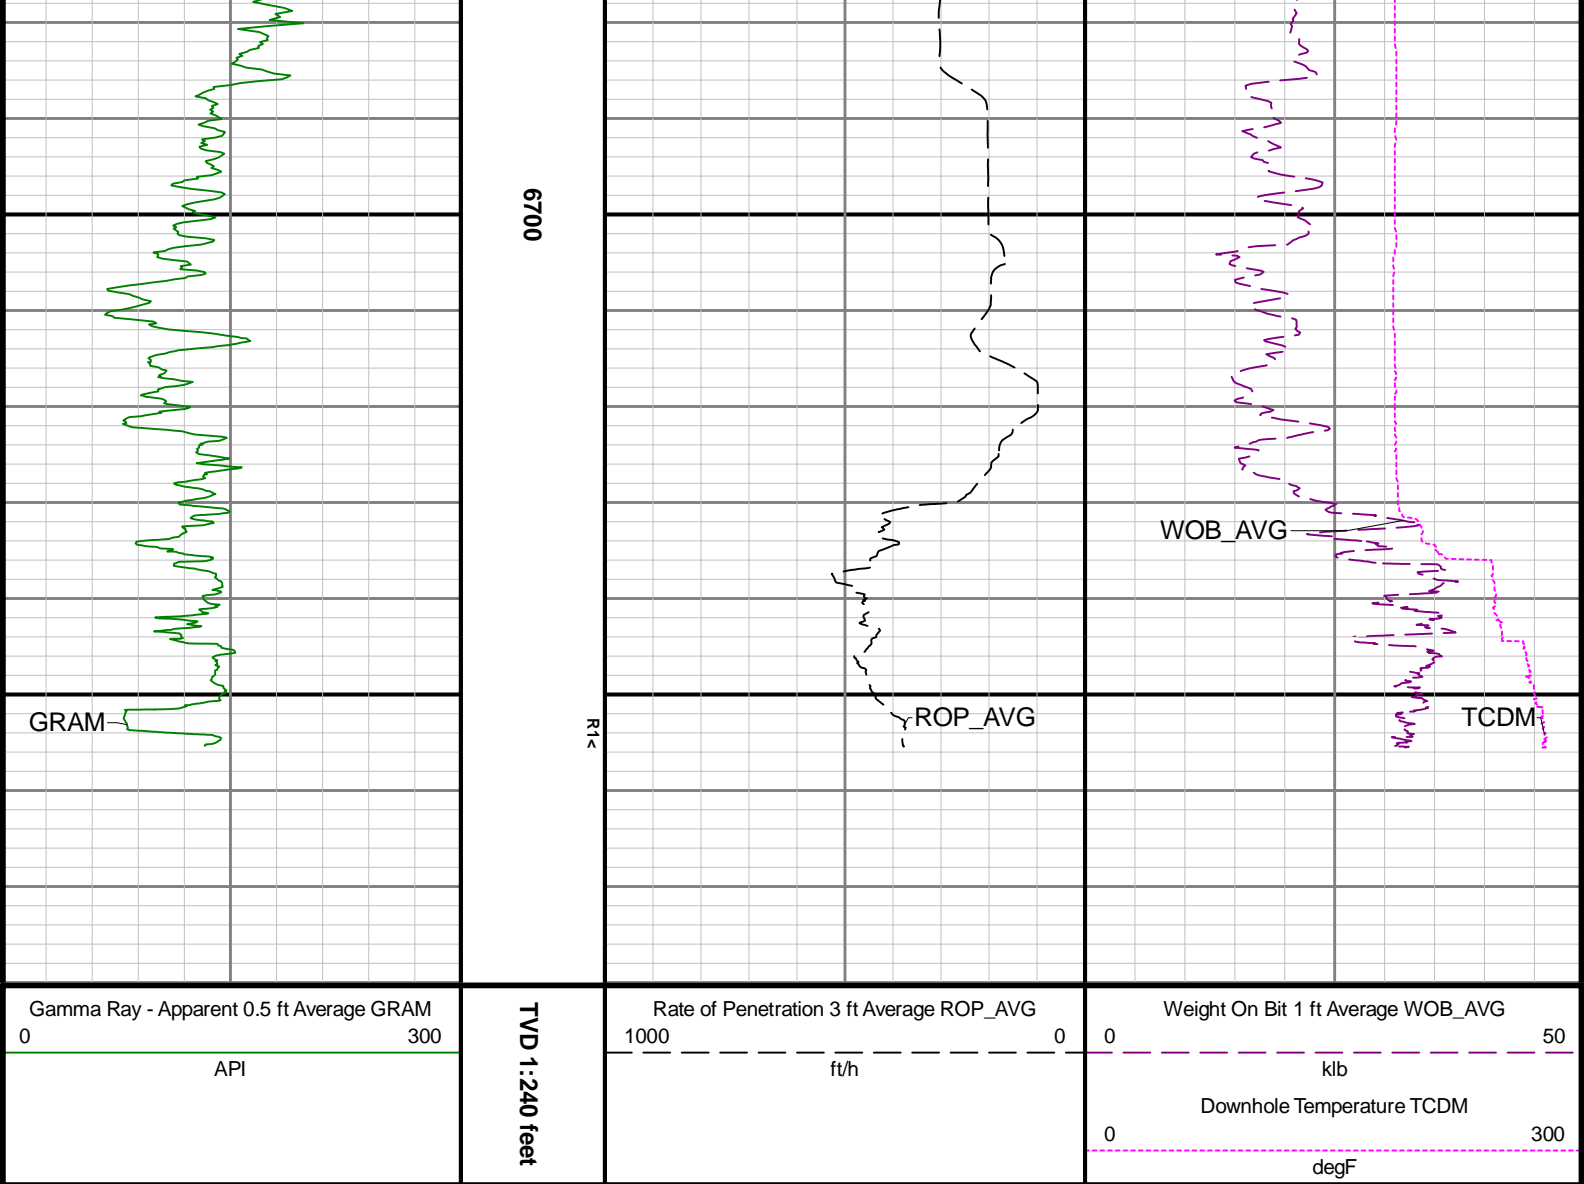 6700
WOB_AVG
GRAM
R1<
ROP_AVG
TCDM
Gamma Ray - Apparent 0.5 ft Average GRAM
0 300
API
TVD 1:240 feet
Rate of Penetration 3 ft Average ROP_AVG
1000 0
ft/h
Weight On Bit 1 ft Average WOB_AVG
0 50
klb
Downhole Temperature TCDM
0 300
degF